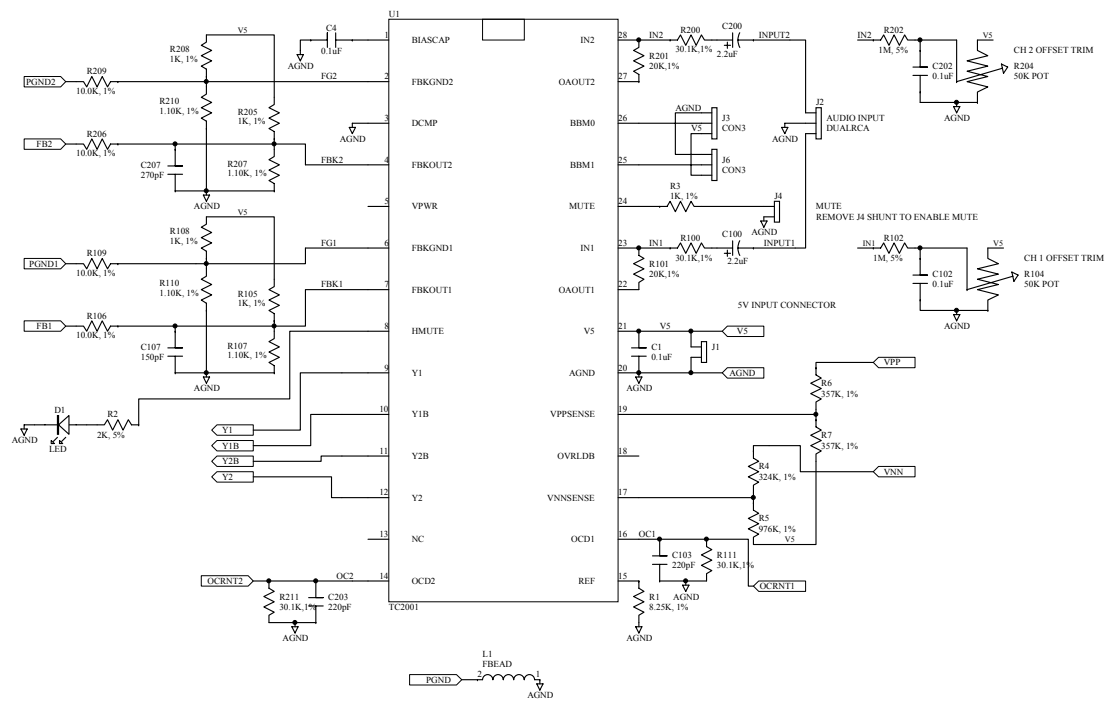 U1
C4
0.1uF
AGND
1
BIASCAP
R208
1K, 1%
V5
R209
PGND2
10.0K, 1%
FG2
2
FBKGND2
R210
1.10K, 1%
R205
1K, 1%
AGND
3
DCMP
R206
FB2
10.0K, 1%
C207
270pF
R207
1.10K, 1%
FBK2
4
FBKOUT2
AGND
5
VPWR
V5
R108
1K, 1%
R109
PGND1
10.0K, 1%
FG1
6
FBKGND1
R110
1.10K, 1%
R105
1K, 1%
FBK1
7
FBKOUT1
R106
FB1
10.0K, 1%
8
HMUTE
C107
150pF
R107
1.10K, 1%
AGND
9
Y1
D1
R2
AGND
LED
2K, 5%
10
Y1B
Y1
Y1B
Y2B
Y2
11
Y2B
12
Y2
13
NC
OCRNT2
OC2
14
OCD2
R211
30.1K,1%
C203
220pF
AGND
TC2001
IN2
28
IN2
R200
30.1K,1%
C200
+
2.2uF
INPUT2
R201
20K,1%
OAOUT2
27
BBM0
26
AGND
V5
J3
CON3
J2
AUDIO INPUT
DUALRCA
AGND
BBM1
25
J6
CON3
MUTE
24
R3
1K, 1%
J4
AGND
MUTE
REMOVE J4 SHUNT TO ENABLE MUTE
IN1
23
IN1
R100
30.1K,1%
C100
+
2.2uF
INPUT1
R101
20K,1%
OAOUT1
22
5V INPUT CONNECTOR
V5
21
V5
V5
C1
0.1uF
J1
AGND
20
AGND
AGND
VPP
R6
357K, 1%
VPPSENSE
19
R7
357K, 1%
OVRLDB
18
R4
324K, 1%
VNN
VNNSENSE
17
R5
976K, 1%
V5
OCD1
16
OC1
C103
220pF
R111
30.1K,1%
AGND
OCRNT1
REF
15
R1
8.25K, 1%
AGND
IN2
R202
1M, 5%
V5
CH 2 OFFSET TRIM
C202
0.1uF
R204
50K POT
AGND
IN1
R102
1M, 5%
V5
CH 1 OFFSET TRIM
C102
0.1uF
R104
50K POT
AGND
L1
FBEAD
PGND
2
1
AGND